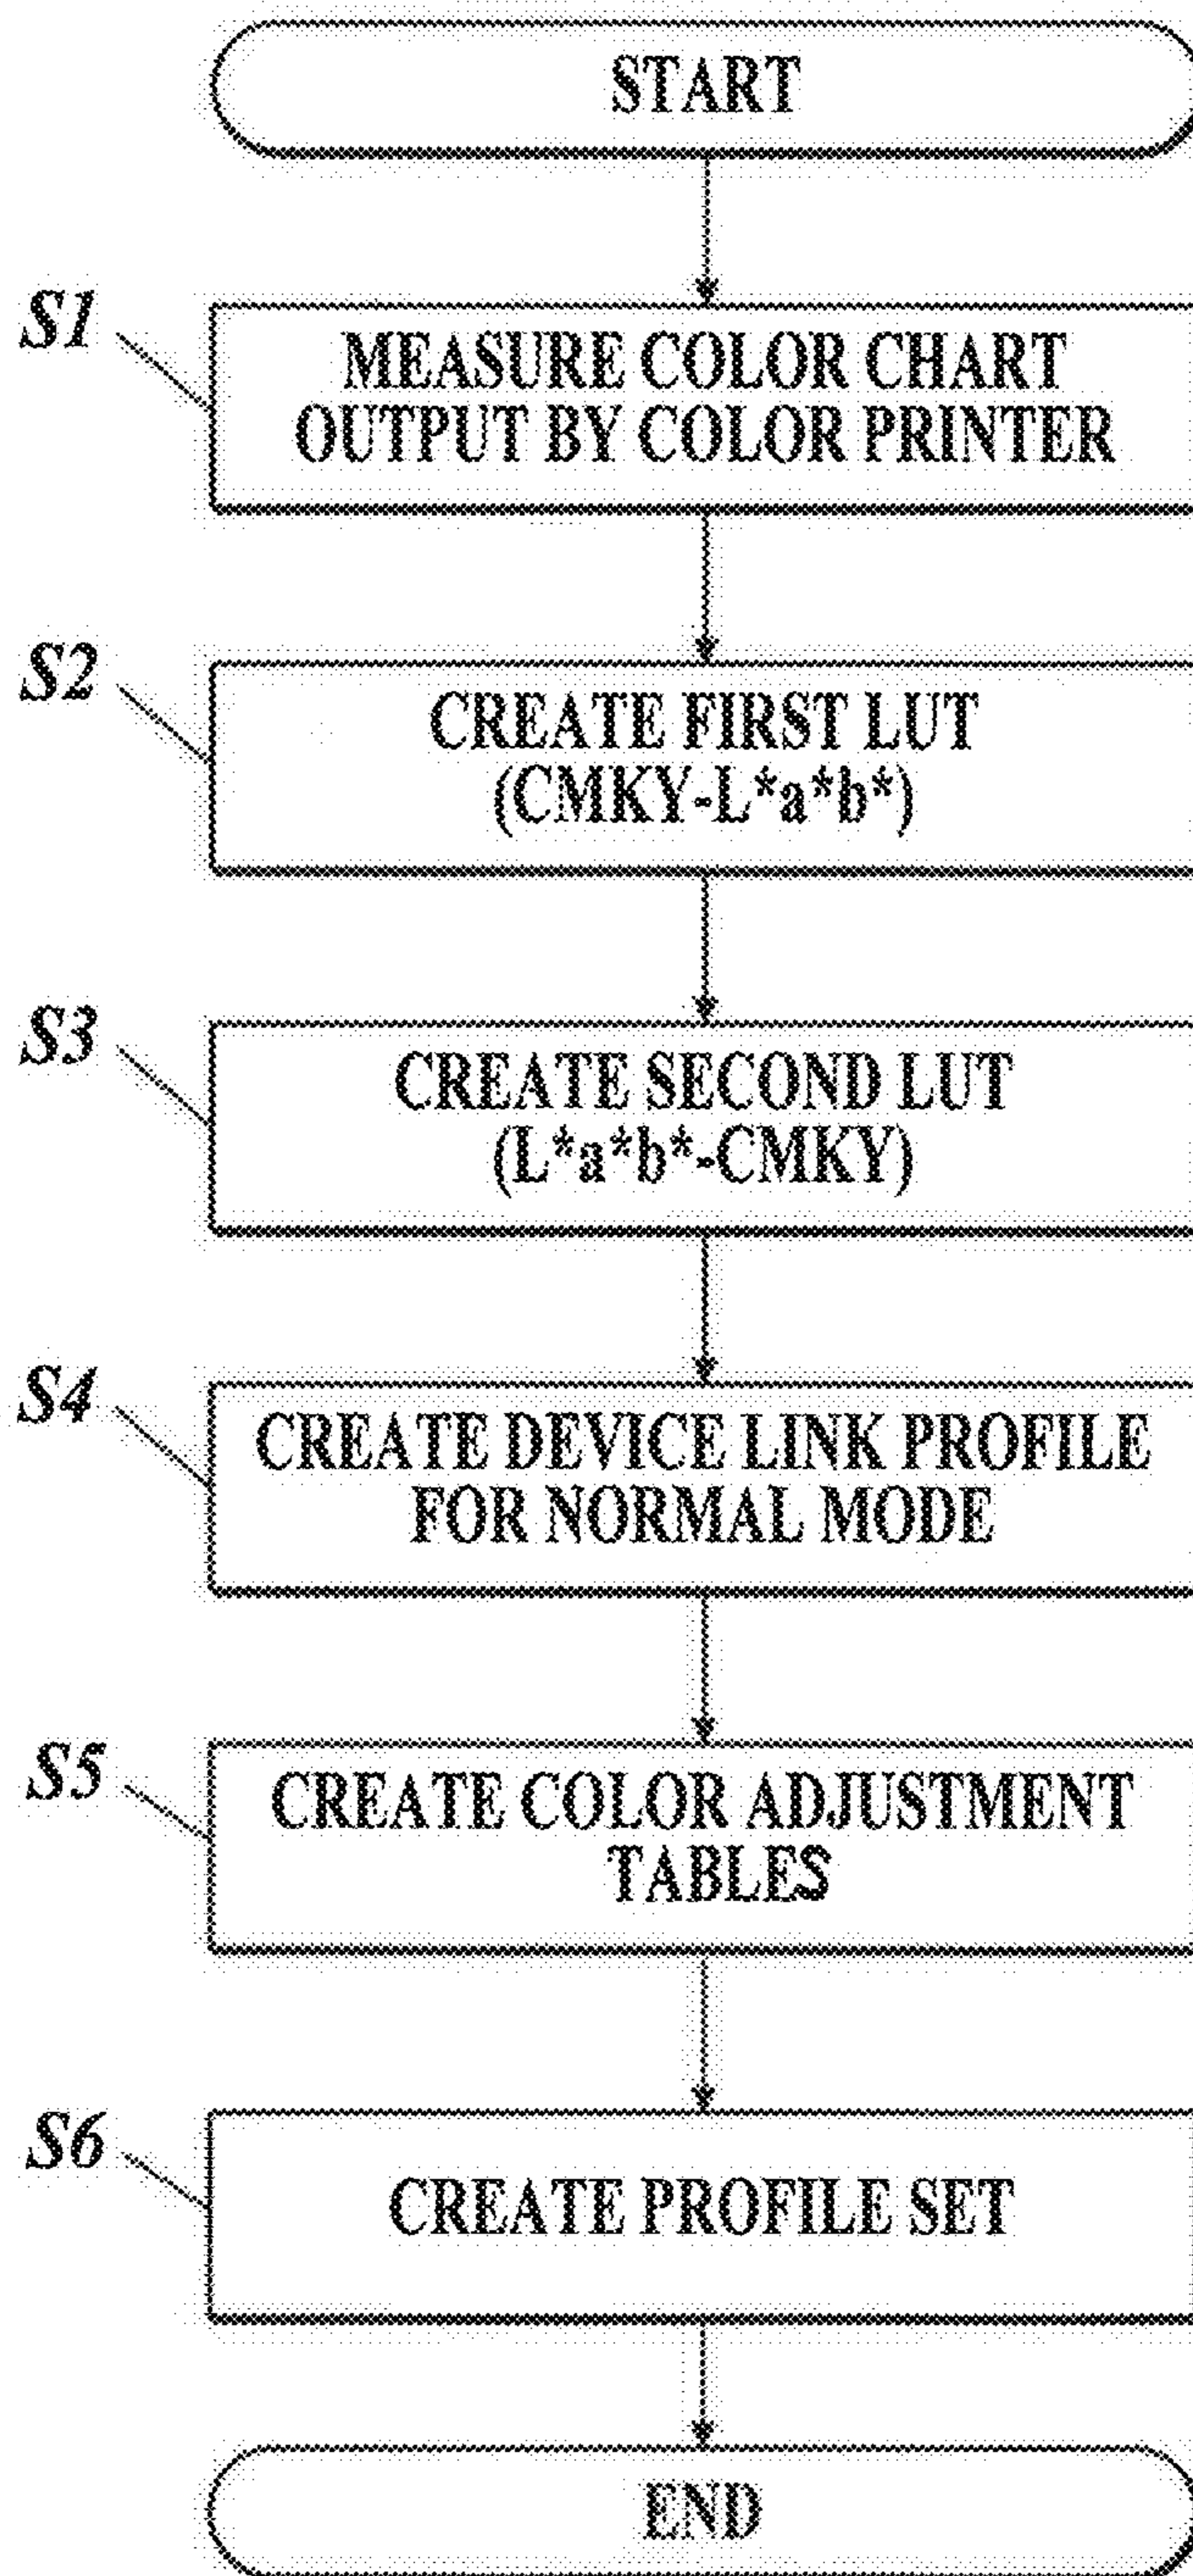 START
S1
MEASURE COLOR CHART
OUTPUT BY COLOR PRINTER
S2
CREATE FIRST LUT
(CMKY-L*a*b*)
S3
CREATE SECOND LUT
(L*a*b*-CMKY)
S4
CREATE DEVICE LINK PROFILE
FOR NORMAL MODE
S5
CREATE COLOR ADJUSTMENT
TABLES
S6
CREATE PROFILE SET
END